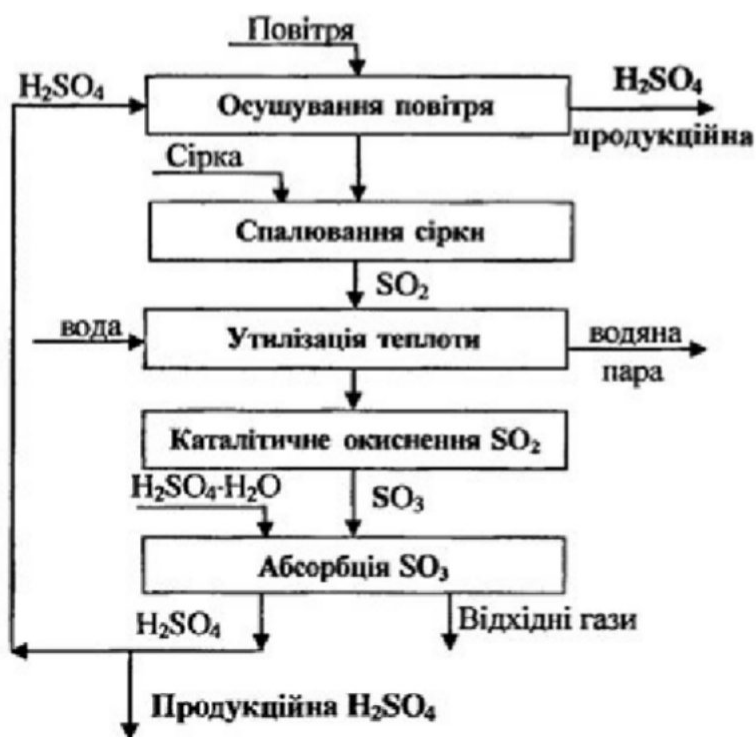 Повітря
H₂SO₄
Осушування повітря
H₂SO₄
продукційна
Сірка
Спалювання сірки
SO₂
вода
Утилізація теплоти
водяна
пара
Каталітичне окиснення SO₂
H₂SO₄-H₂O
SO₃
Абсорбція SO₃
H₂SO₄
Відхідні гази
Продукційна H₂SO₄